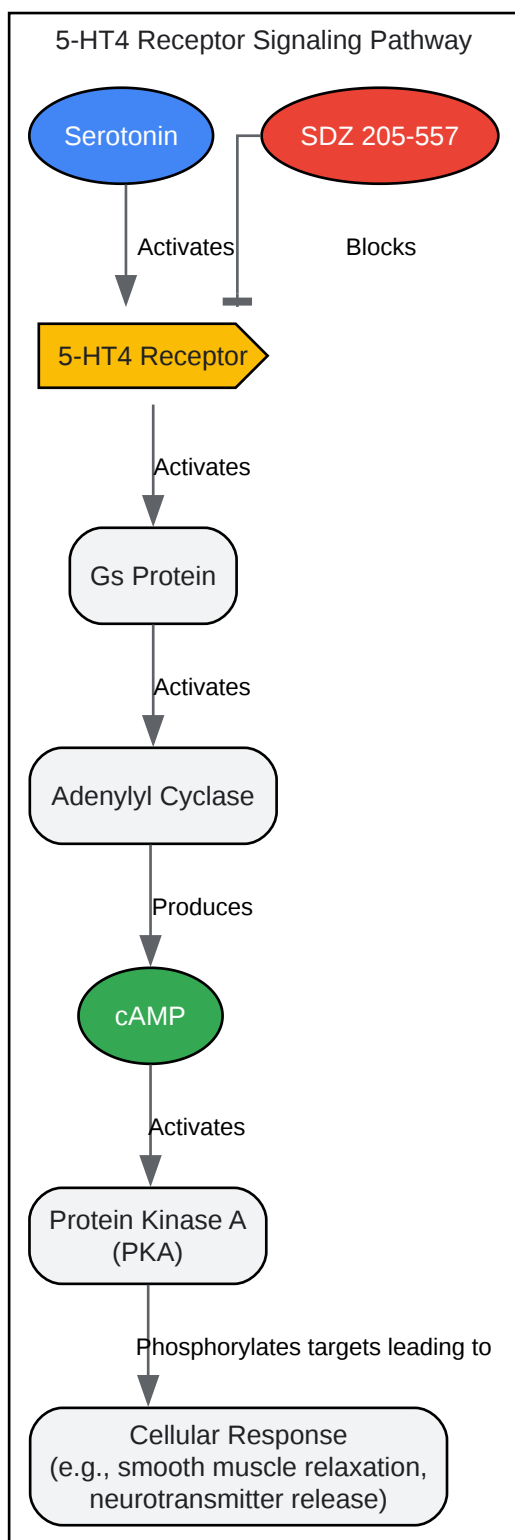 5-HT4 Receptor Signaling Pathway
Serotonin
SDZ 205-557
Activates
Blocks
5-HT4 Receptor
Activates
Gs Protein
Activates
Adenylyl Cyclase
Produces
cAMP
Activates
Protein Kinase A
(PKA)
Phosphorylates targets leading to
Cellular Response
(e.g., smooth muscle relaxation,
neurotransmitter release)